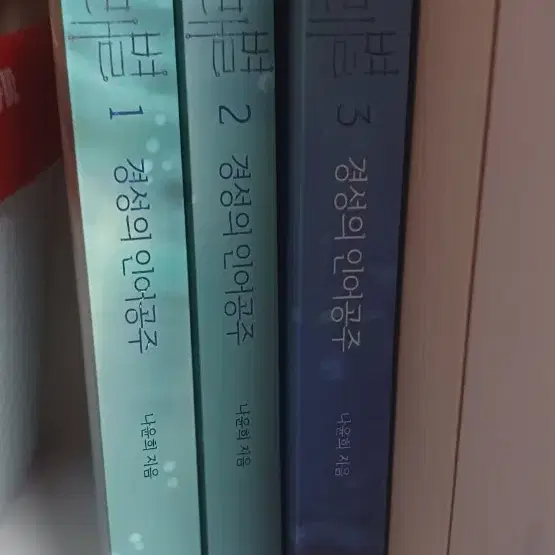 1 경성의 인어공주 나윤희 지음
2 경성의 인어공주 나윤희 지음
3 경성의 인어공주 나윤희 지음